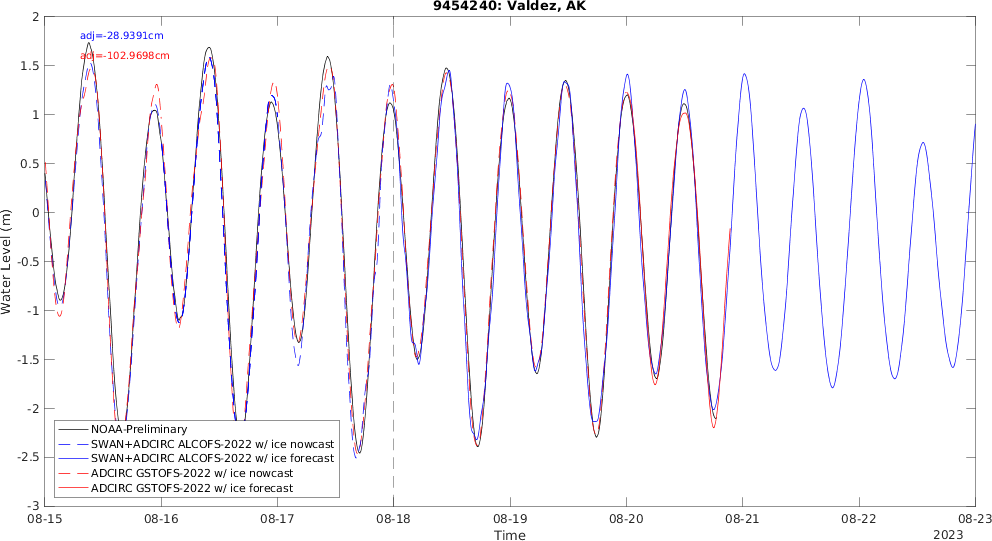 9454240: Valdez, AK
adj=-28.9391cm
adj=-102.9698cm
2
1.5
1
0.5
0
-0.5
-1
-1.5
-2
-2.5
-3
Water Level (m)
NOAA-Preliminary
SWAN+ADCIRC ALCOFS-2022 w/ ice nowcast
SWAN+ADCIRC ALCOFS-2022 w/ ice forecast
ADCIRC GSTOFS-2022 w/ ice nowcast
ADCIRC GSTOFS-2022 w/ ice forecast
08-15 08-16 08-17 08-18 08-19 08-20 08-21 08-22 08-23
Time
2023